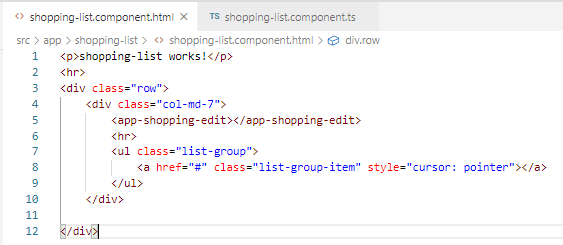 shopping-list.component.html × TS shopping-list.component.ts
src > app > shopping-list > <> shopping-list.component.html > div.row
1 <p>shopping-list works!</p>
2 <hr>
3 <div class="row">
4     <div class="col-md-7">
5         <app-shopping-edit></app-shopping-edit>
6         <hr>
7         <ul class="list-group">
8             <a href="#" class="list-group-item" style="cursor: pointer"></a>
9         </ul>
10     </div>
11
12 </div>